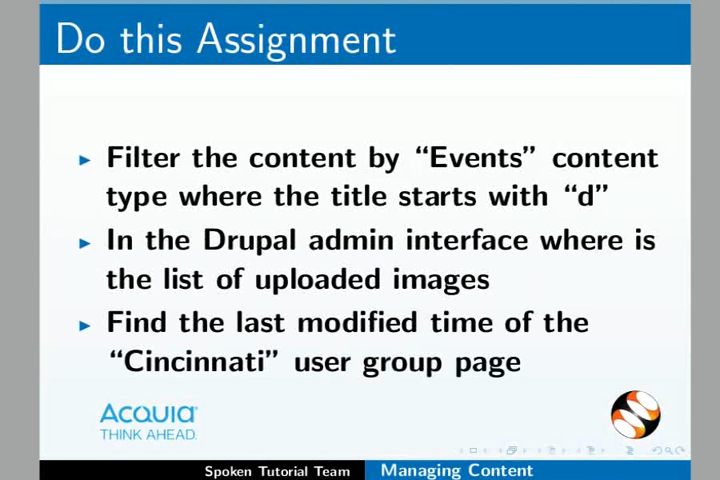 Do this Assignment
Filter the content by “Events” content
type where the title starts with “d”
In the Drupal admin interface where is
the list of uploaded images
Find the last modified time of the
“Cincinnati” user group page
ACQUIA
THINK AHEAD.
Spoken Tutorial Team
Managing Content